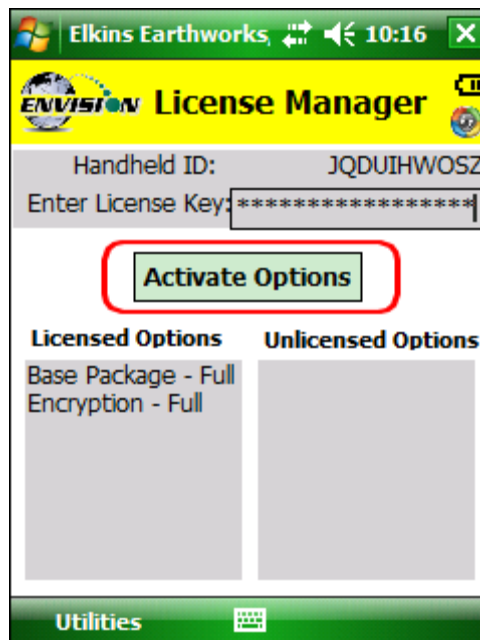 Elkins Earthworks, 10:16
ENVISION License Manager
Handheld ID: JQDUIHWOSZ
Enter License Key: *****************
Activate Options
Licensed Options Unlicensed Options
Base Package - Full
Encryption - Full
Utilities